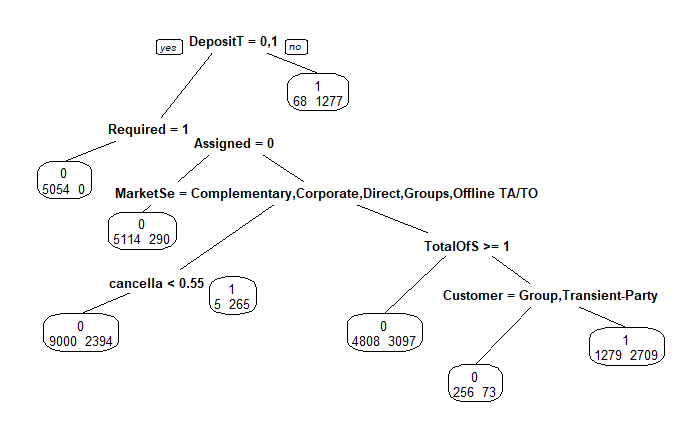 yes DepositT = 0,1 no
1
68 1277
Required = 1
Assigned = 0
0
5054 0
MarketSe = Complementary,Corporate,Direct,Groups,Offline TA/TO
0
5114 290
TotalOfS >= 1
cancella < 0.55
1
5 265
Customer = Group,Transient-Party
0
9000 2394
0
4808 3097
1
1279 2709
0
256 73